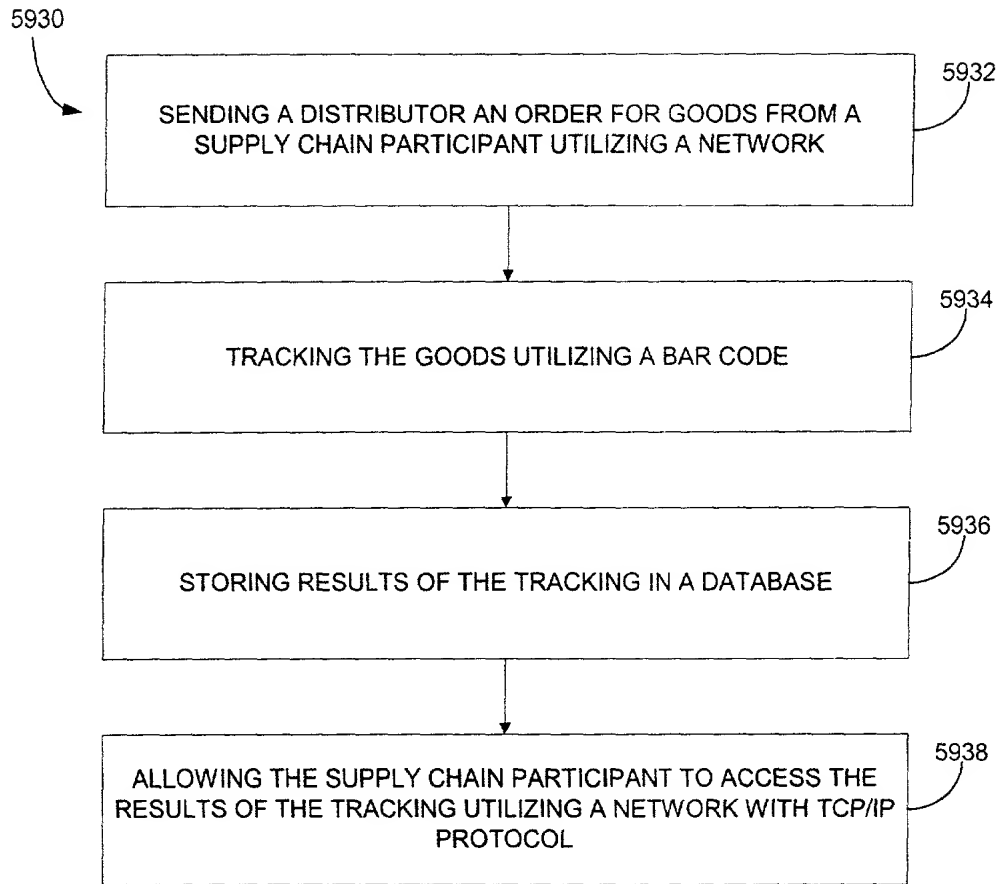 5930
5932
SENDING A DISTRIBUTOR AN ORDER FOR GOODS FROM A
SUPPLY CHAIN PARTICIPANT UTILIZING A NETWORK
5934
TRACKING THE GOODS UTILIZING A BAR CODE
5936
STORING RESULTS OF THE TRACKING IN A DATABASE
5938
ALLOWING THE SUPPLY CHAIN PARTICIPANT TO ACCESS THE
RESULTS OF THE TRACKING UTILIZING A NETWORK WITH TCP/IP
PROTOCOL